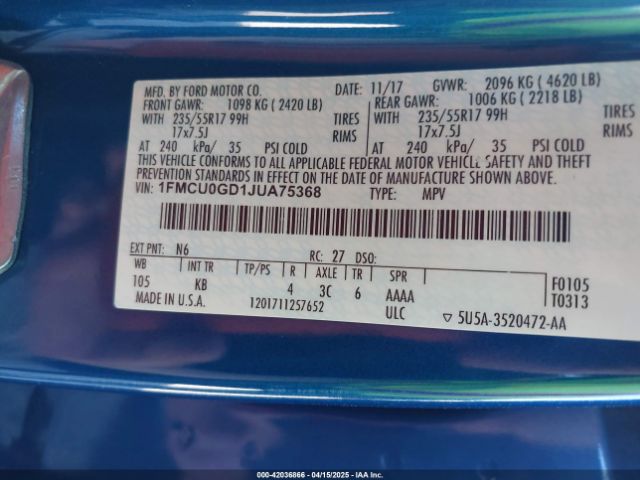 MFD. BY FORD MOTOR CO. DATE: 11/17 GVWR: 2096 KG ( 4620 LB)
FRONT GAWR: 1098 KG ( 2420 LB) REAR GAWR: 1006 KG ( 2218 LB)
WITH 235/55R17 99H TIRES WITH 235/55R17 99H TIRES
17x7.5J RIMS 17x7.5J RIMS
AT 240 kPa/ 35 PSI COLD AT 240 kPa/ 35 PSI COLD
THIS VEHICLE CONFORMS TO ALL APPLICABLE FEDERAL MOTOR VEHICLE SAFETY AND THEFT
PREVENTION STANDARDS IN EFFECT ON THE DATE OF MANUFACTURE SHOWN ABOVE.
VIN: 1FMCU0GD1JUA75368 TYPE: MPV
EXT PNT: N6 RC: 27 DSO:
WB INT TR TP/PS R AXLE TR SPR
105 KB 4 3C 6 AAAA F0105
T0313
MADE IN U.S.A. 1201711257652 ULC ▽ 5U5A-3520472-AA
000-42036866 - 04/15/2025 - IAAI, Inc. (A)